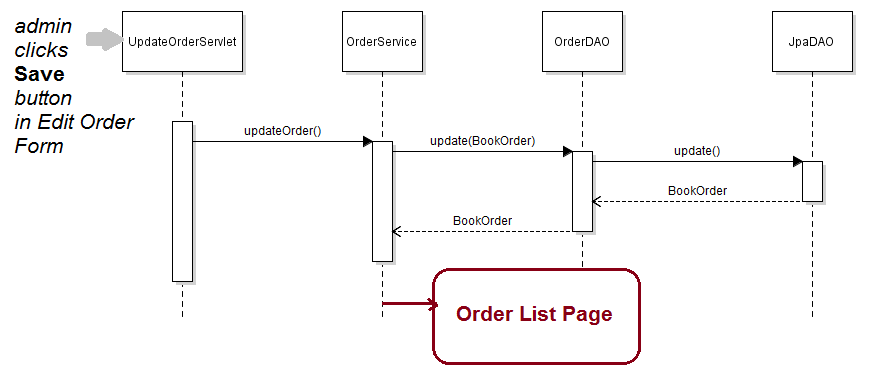 admin
clicks
Save
button
in Edit Order
Form
UpdateOrderServlet
OrderService
OrderDAO
JpaDAO
updateOrder()
update(BookOrder)
update()
BookOrder
BookOrder
Order List Page